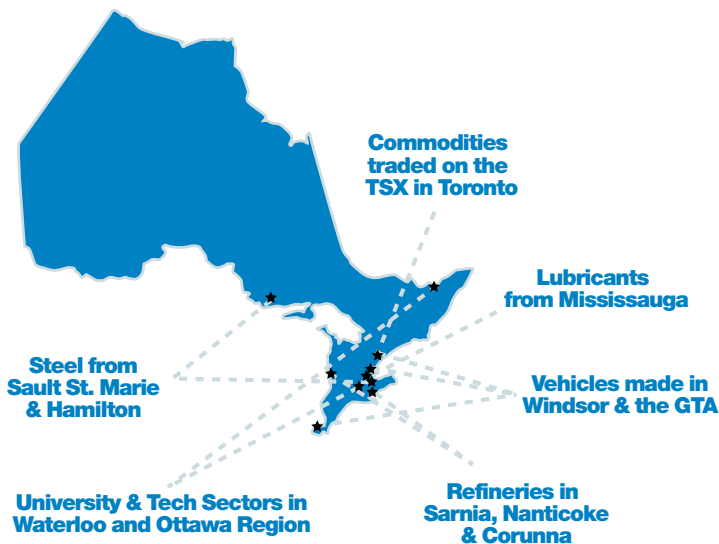 Commodities
traded on the
TSX in Toronto
Lubricants
from Mississauga
Steel from
Sault St. Marie
& Hamilton
Vehicles made in
Windsor & the GTA
University & Tech Sectors in
Waterloo and Ottawa Region
Refineries in
Sarnia, Nanticoke
& Corunna